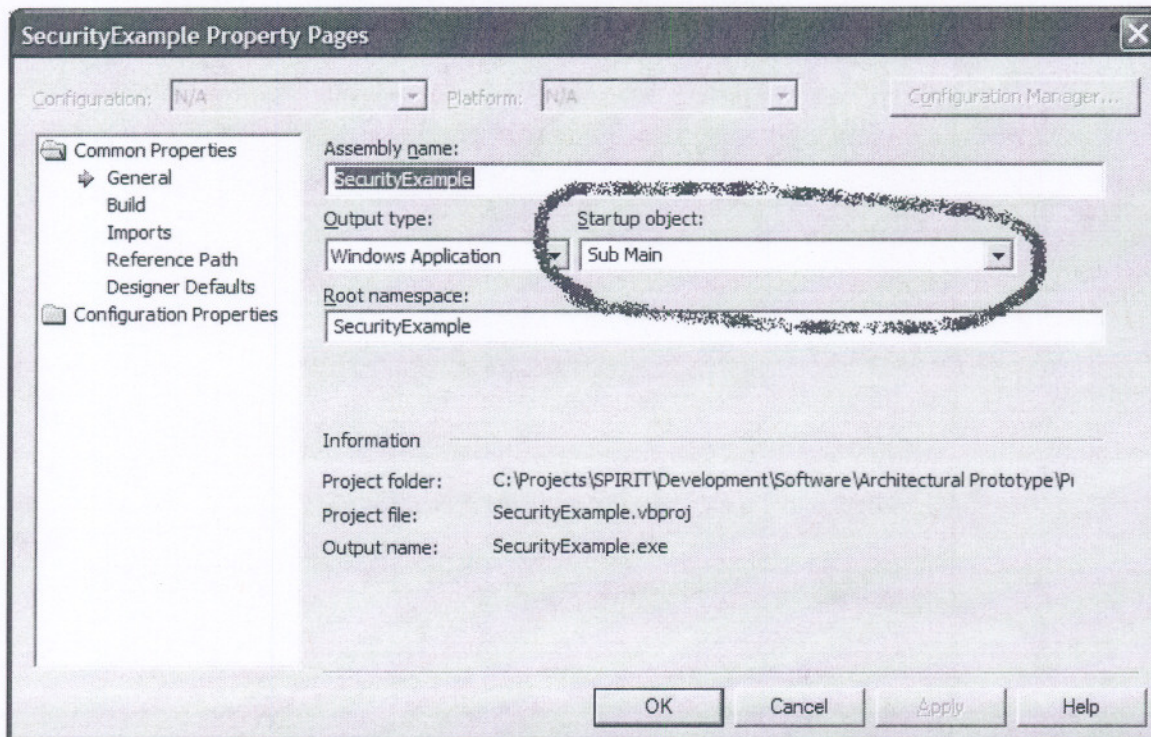 SecurityExample Property Pages
Configuration: N/A Platform: N/A Configuration Manager...
Common Properties
General
Build
Imports
Reference Path
Designer Defaults
Configuration Properties
Assembly name:
SecurityExample
Output type: Startup object:
Windows Application Sub Main
Root namespace:
SecurityExample
Information
Project folder: C:\Projects\SPIRIT\Development\Software\Architectural Prototype\
Project file: SecurityExample.vbproj
Output name: SecurityExample.exe
OK Cancel Apply Help